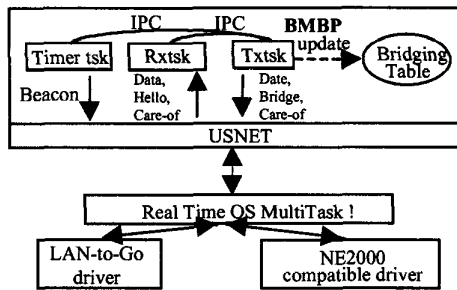 IPC IPC BMBP
update
Timer tsk Rxtsk Txtsk Bridging
Table
Beacon
Data,
Hello,
Care-of
Date,
Bridge,
Care-of
USNET
Real Time OS MultiTask !
LAN-to-Go
driver
NE2000
compatible driver